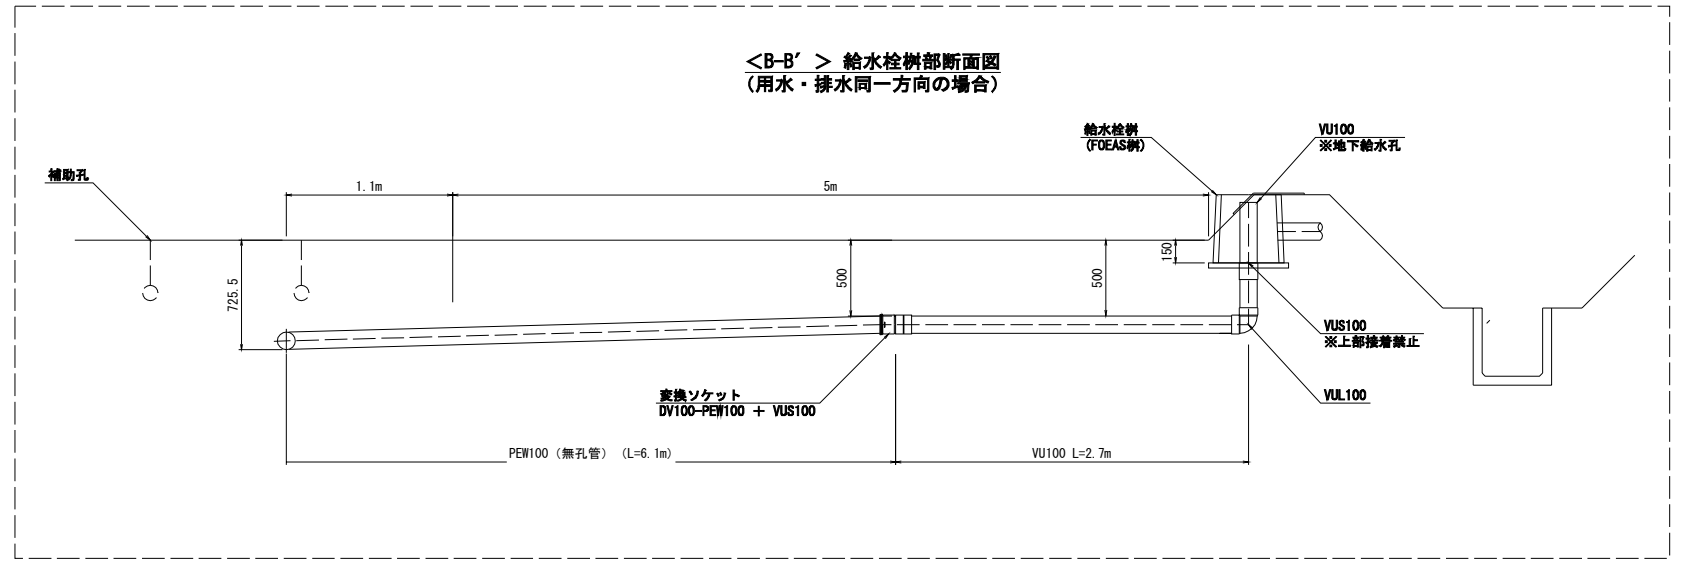 ＜B-B′＞ 給水栓桝部断面図
（用水・排水同一方向の場合）
給水栓桝
(FOEAS桝)
VU100
※地下給水孔
補助孔
1.1m
5m
725.5
500
500
150
VUS100
※上部接着禁止
変換ソケット
DV100-PEW100 ＋ VUS100
VUL100
PEW100（無孔管）（L=6.1m）
VU100 L=2.7m